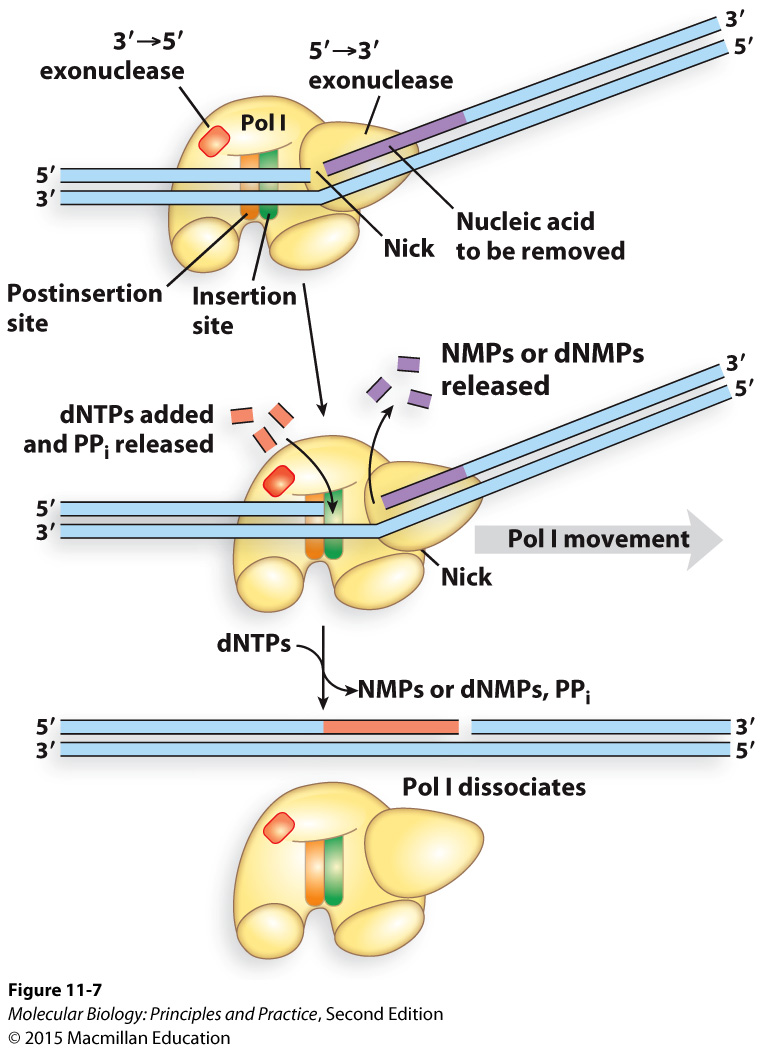 3′→5′
exonuclease
5′→3′
exonuclease
3′
5′
Pol I
5′
3′
Nick
Nucleic acid
to be removed
Postinsertion
site
Insertion
site
NMPs or dNMPs
released
3′
5′
dNTPs added
and PPi released
5′
3′
Pol I movement
Nick
dNTPs
NMPs or dNMPs, PPi
5′
3′
3′
5′
Pol I dissociates
Figure 11-7
Molecular Biology: Principles and Practice, Second Edition
© 2015 Macmillan Education